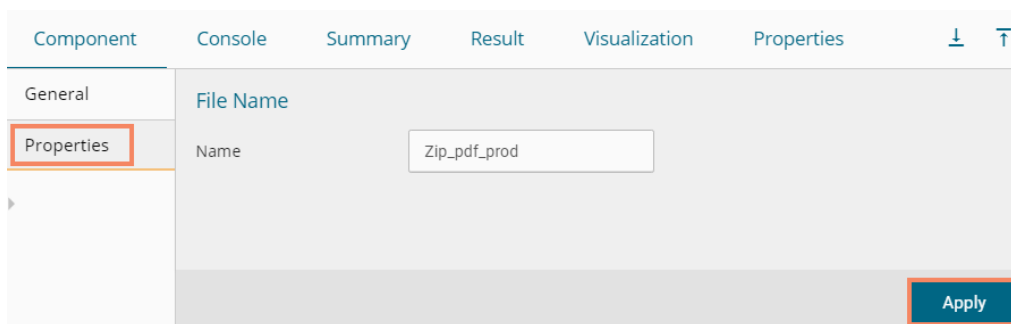 Component Console Summary Result Visualization Properties
General
File Name
Properties
Name Zip_pdf_prod
Apply